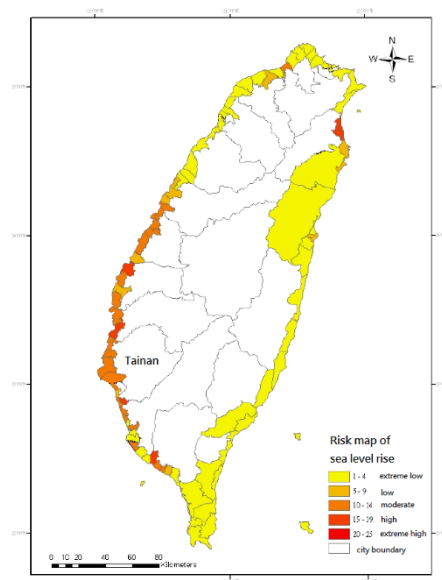 N
W E
S
Tainan
Risk map of
sea level rise
1 - 4 extreme low
5 - 9 low
10 - 14 moderate
15 - 19 high
20 - 25 extreme high
city boundary
0 10 20 40 60 80
Kilometers